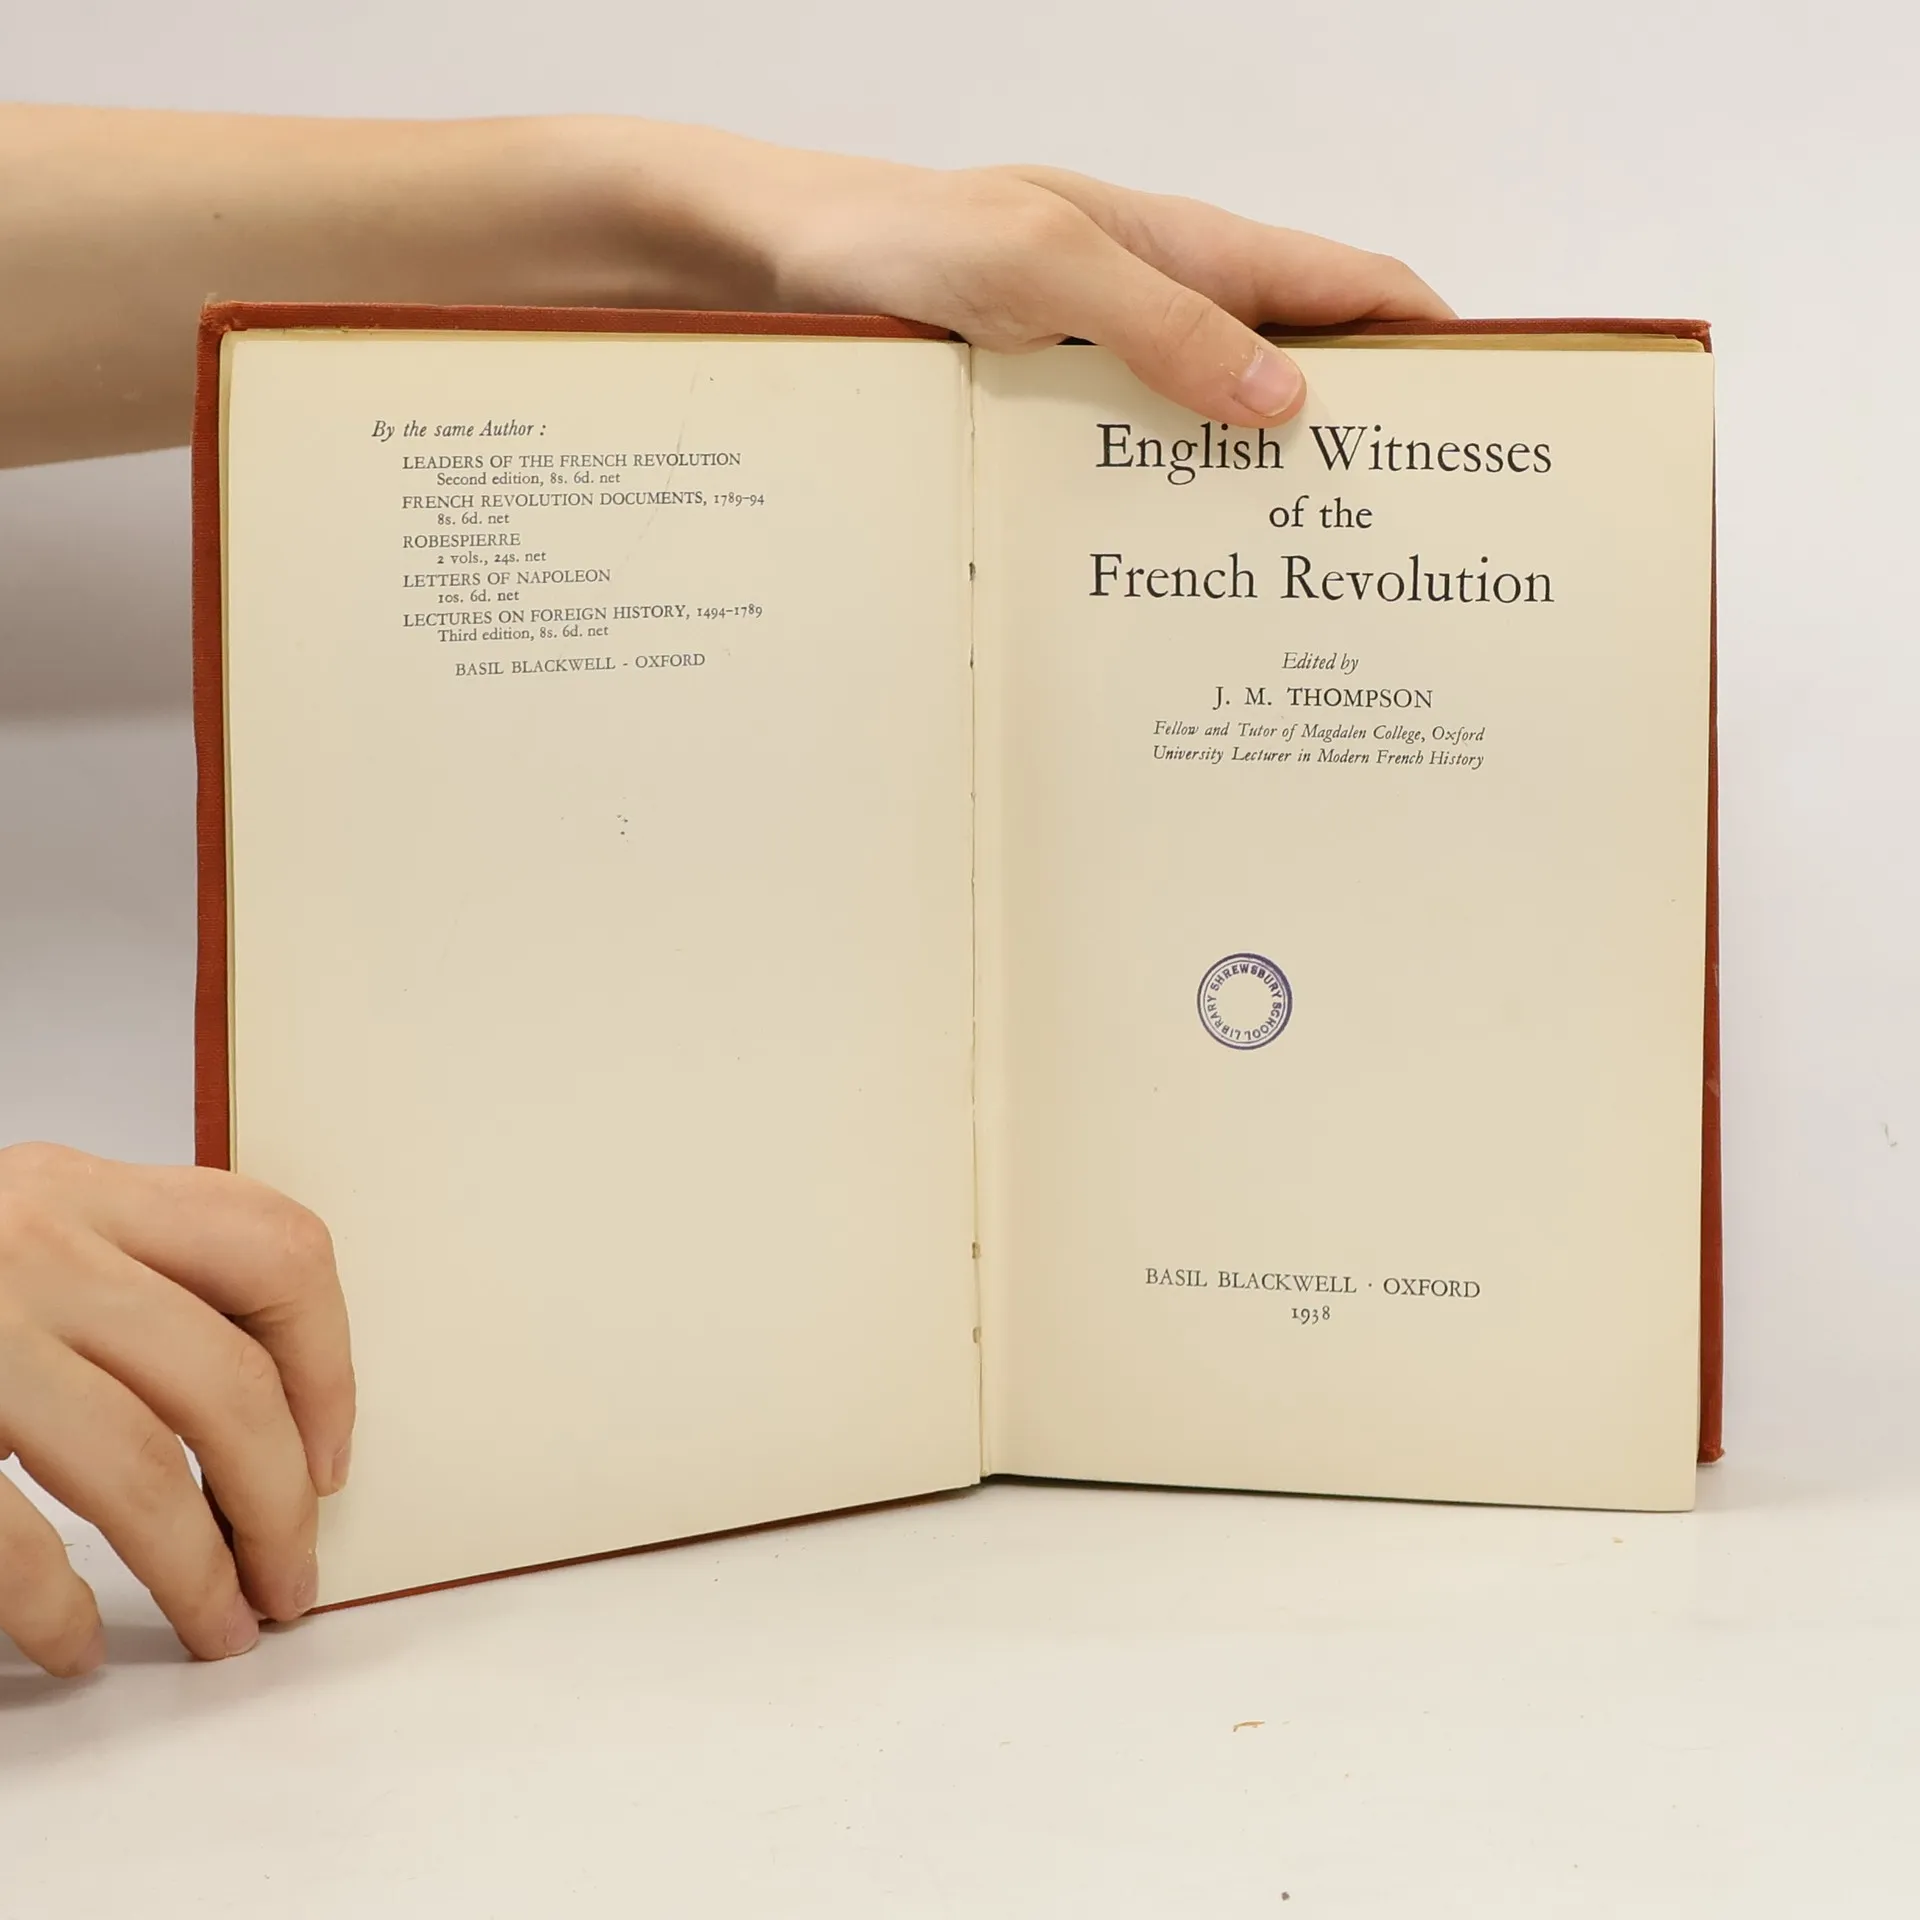 By the same Author :
LEADERS OF THE FRENCH REVOLUTION
Second edition, 8s. 6d. net
FRENCH REVOLUTION DOCUMENTS, 1789–94
8s. 6d. net
ROBESPIERRE
2 vols., 24s. net
LETTERS OF NAPOLEON
10s. 6d. net
LECTURES ON FOREIGN HISTORY, 1494–1789
Third edition, 8s. 6d. net
BASIL BLACKWELL - OXFORD
English Witnesses
of the
French Revolution
Edited by
J. M. THOMPSON
Fellow and Tutor of Magdalen College, Oxford
University Lecturer in Modern French History
SHREWSBURY SCHOOL LIBRARY
BASIL BLACKWELL · OXFORD
1938